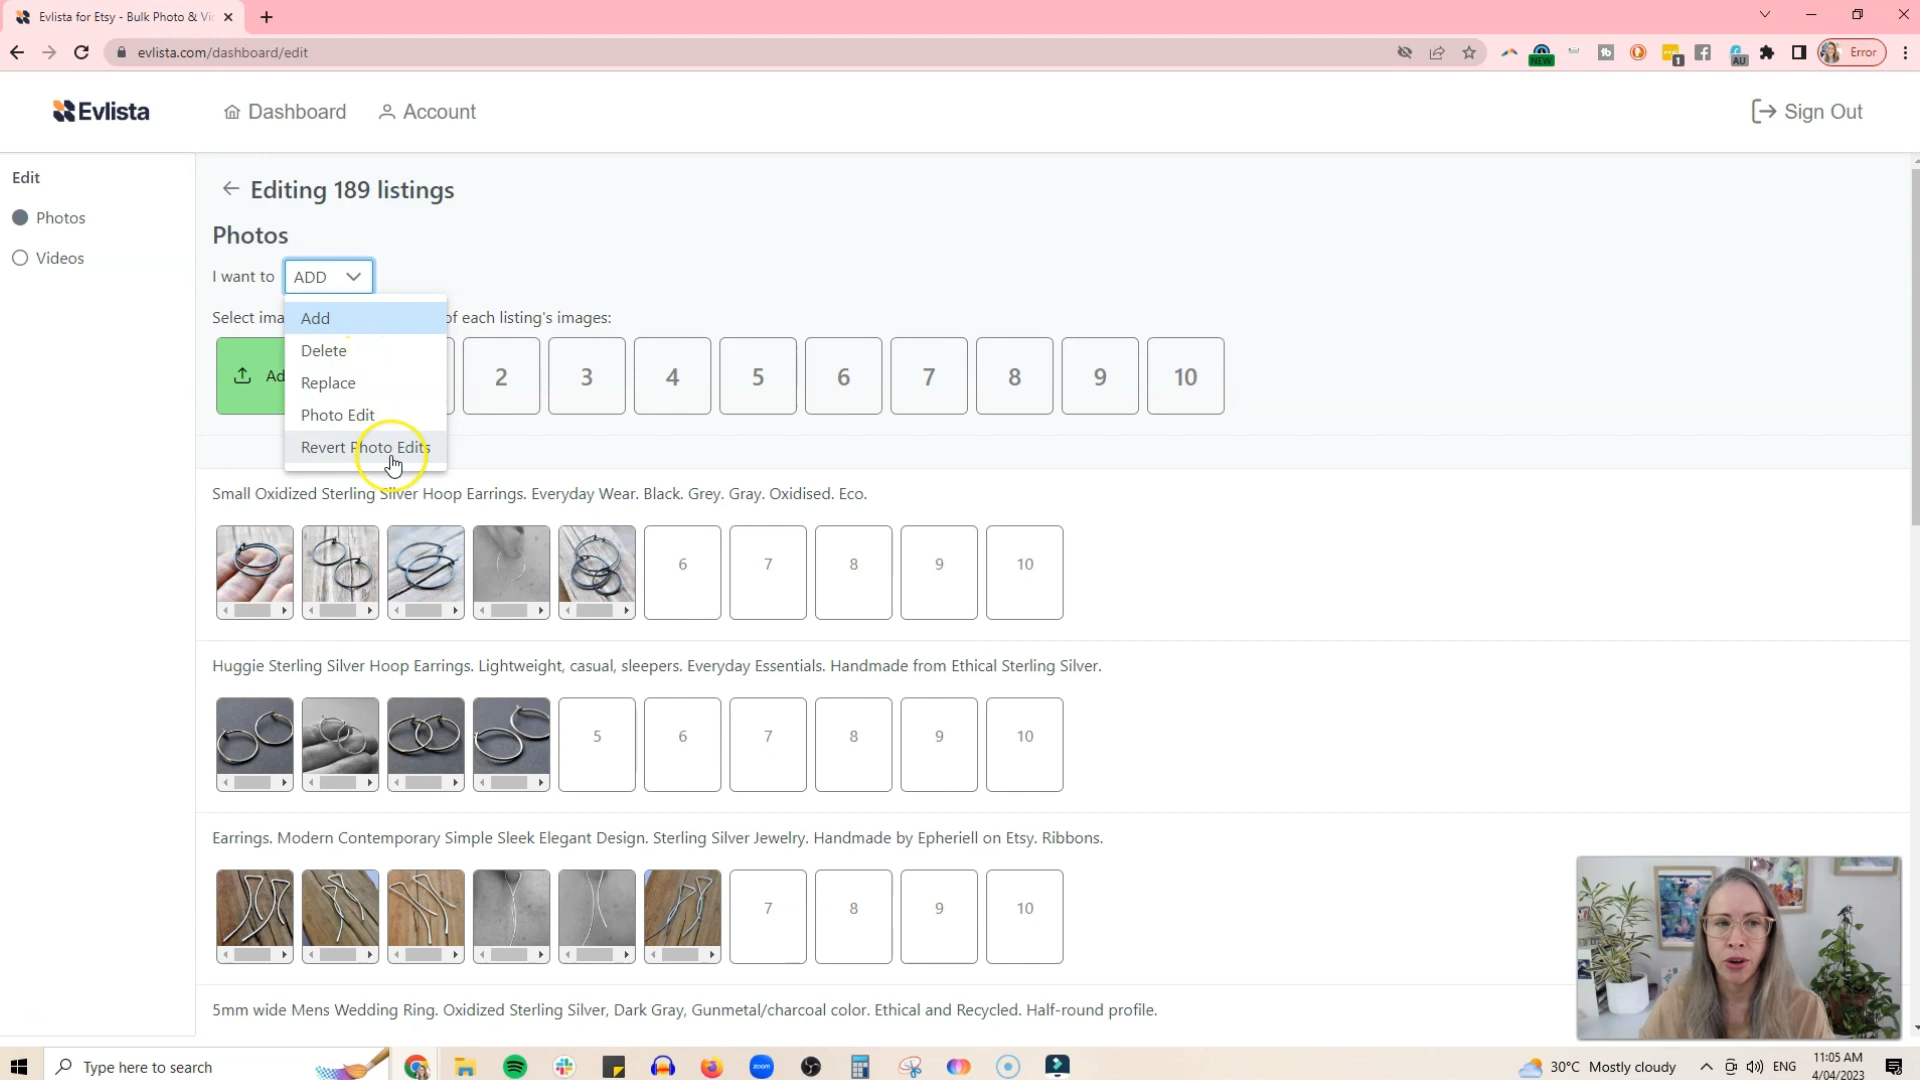 Evlista for Etsy - Bulk Photo & Vi
evlista.com/dashboard/edit
NEW
1
AU
Error
Evlista
Dashboard
Account
Sign Out
Edit
Photos
Videos
Editing 189 listings
Photos
I want to
ADD
Select ima
of each listing's images:
Add
Delete
Replace
Photo Edit
Revert Photo Edits
Ad
2 3 4 5 6 7 8 9 10
Small Oxidized Sterling Silver Hoop Earrings. Everyday Wear. Black. Grey. Gray. Oxidised. Eco.
6 7 8 9 10
Huggie Sterling Silver Hoop Earrings. Lightweight, casual, sleepers. Everyday Essentials. Handmade from Ethical Sterling Silver.
5 6 7 8 9 10
Earrings. Modern Contemporary Simple Sleek Elegant Design. Sterling Silver Jewelry. Handmade by Epheriell on Etsy. Ribbons.
7 8 9 10
5mm wide Mens Wedding Ring. Oxidized Sterling Silver, Dark Gray, Gunmetal/charcoal color. Ethical and Recycled. Half-round profile.
Type here to search
zoom
30°C Mostly cloudy
ENG
11:05 AM
4/04/2023